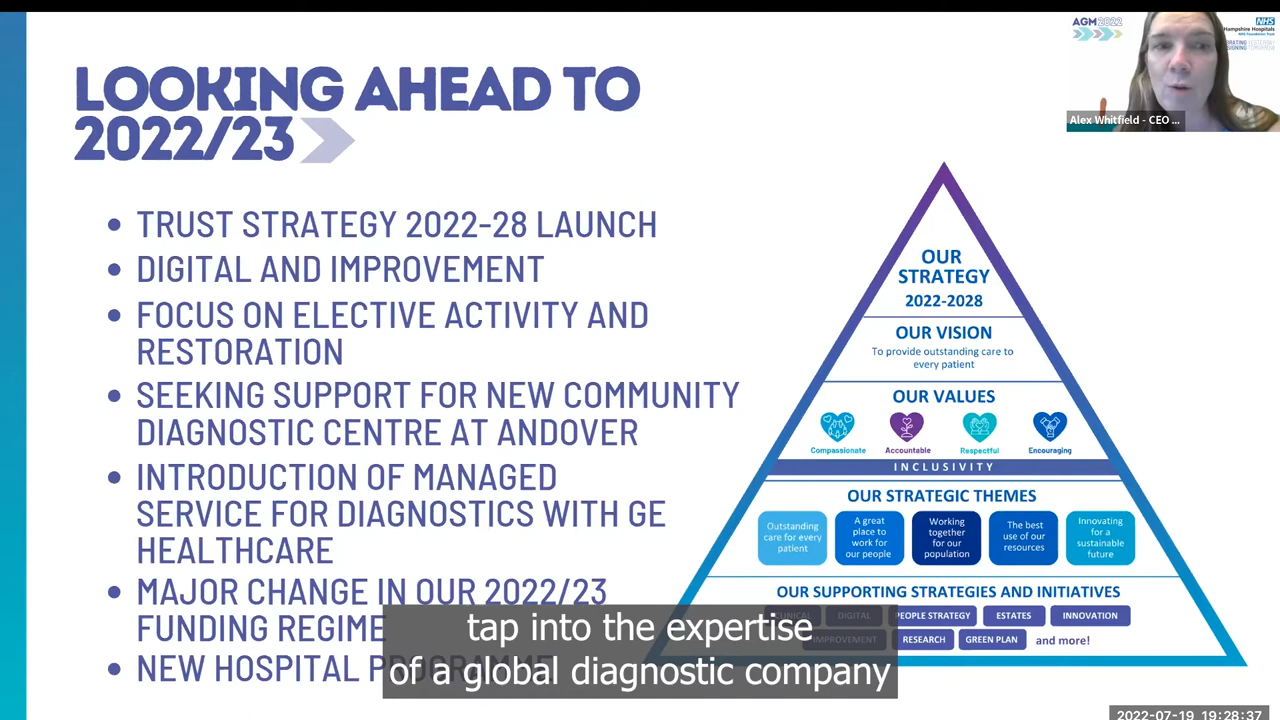 LOOKING AHEAD TO
2022/23
TRUST STRATEGY 2022-28 LAUNCH
DIGITAL AND IMPROVEMENT
FOCUS ON ELECTIVE ACTIVITY AND
RESTORATION
SEEKING SUPPORT FOR NEW COMMUNITY
DIAGNOSTIC CENTRE AT ANDOVER
INTRODUCTION OF MANAGED
SERVICE FOR DIAGNOSTICS WITH GE
HEALTHCARE
MAJOR CHANGE IN OUR 2022/23
FUNDING REGIME
NEW HOSPITAL PROGRAMME
AGM2022
NHS
Hampshire Hospitals
NHS Foundation Trust
Alex Whitfield - CEO ...
OUR
STRATEGY
2022-2028
OUR VISION
To provide outstanding care to
every patient
OUR VALUES
Compassionate Accountable Respectful Encouraging
INCLUSIVITY
OUR STRATEGIC THEMES
Outstanding
care for every
patient
A great
place to
work for
our people
Working
together
for our
population
The best
use of our
resources
Innovating
for a
sustainable
future
OUR SUPPORTING STRATEGIES AND INITIATIVES
CLINICAL DIGITAL PEOPLE STRATEGY ESTATES INNOVATION
IMPROVEMENT RESEARCH GREEN PLAN and more!
tap into the expertise
of a global diagnostic company
2022-07-19 19:28:37